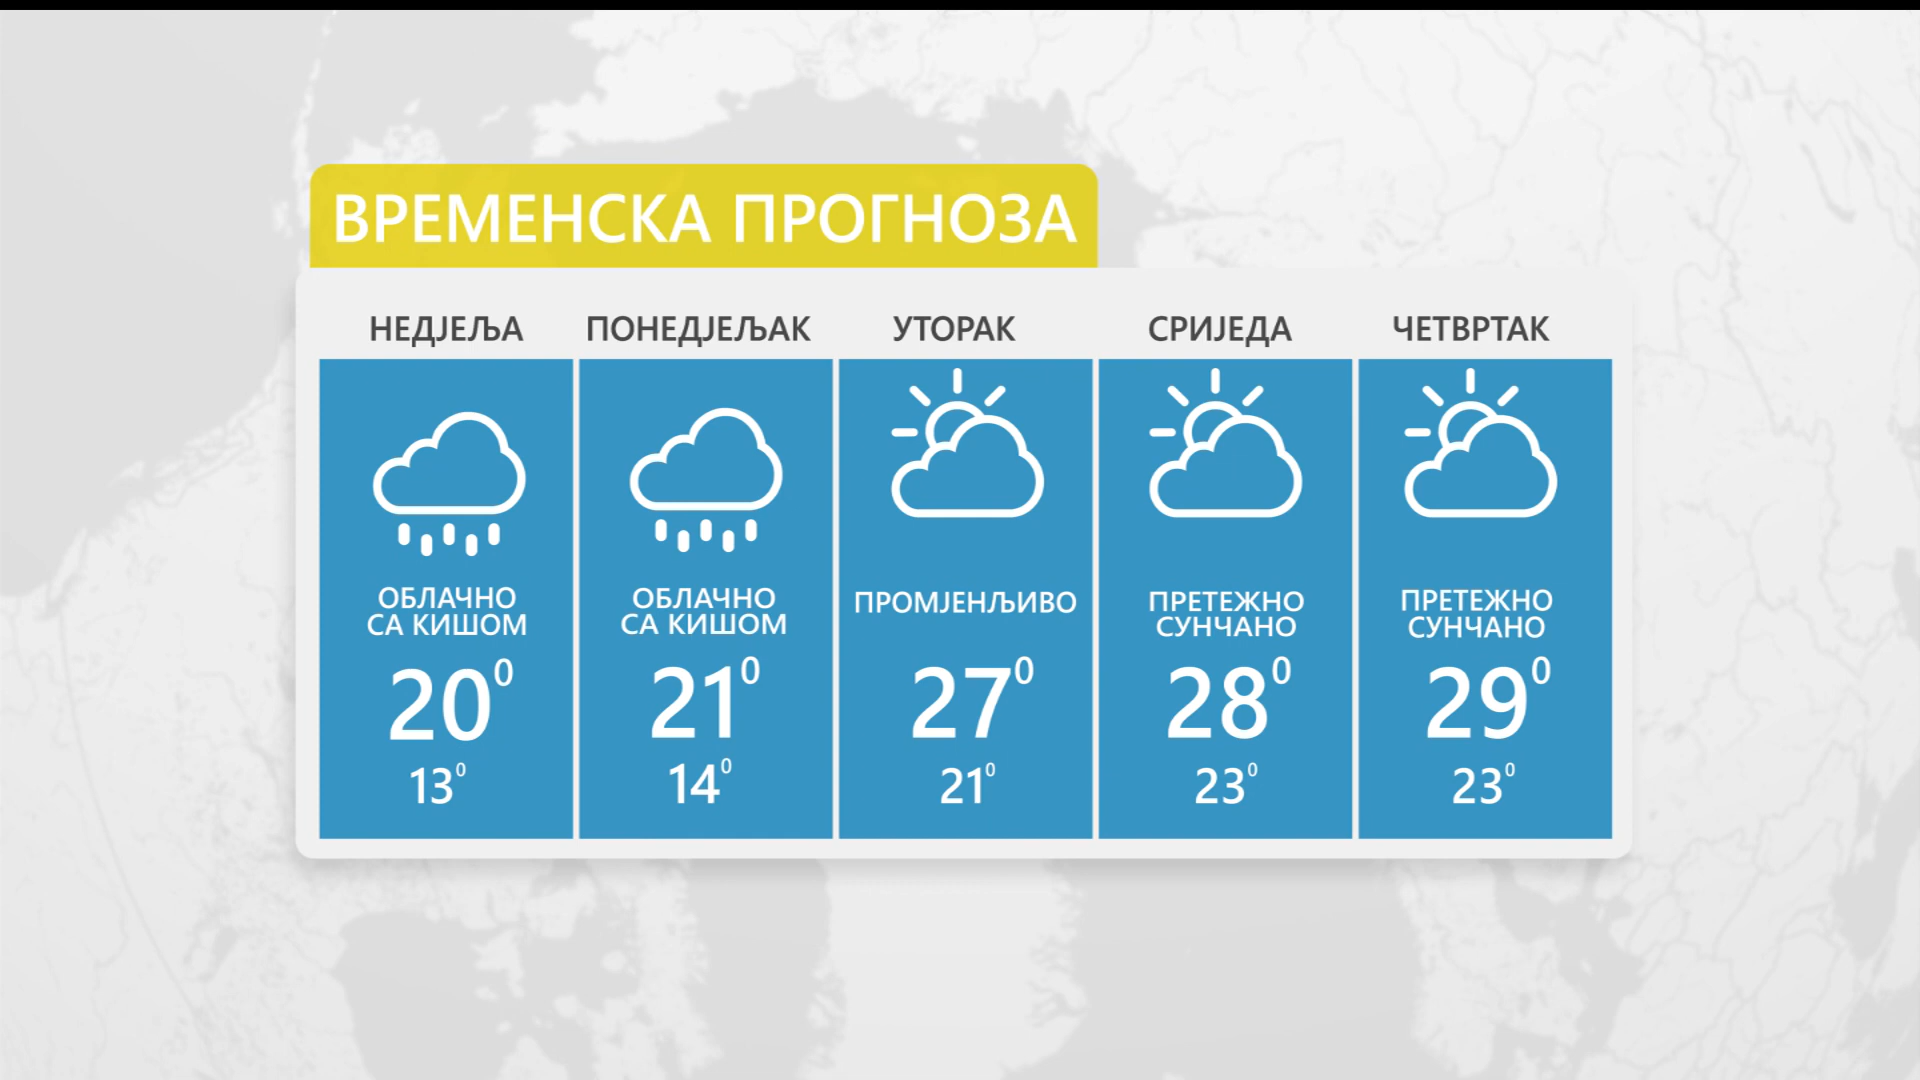 ВРЕМЕНСКА ПРОГНОЗА
НЕДЈЕЉА
ОБЛАЧНО
СА КИШОМ
20⁰
13⁰
ПОНЕДЈЕЉАК
ОБЛАЧНО
СА КИШОМ
21⁰
14⁰
УТОРАК
ПРОМЈЕНЉИВО
27⁰
21⁰
СРИЈЕДА
ПРЕТЕЖНО
СУНЧАНО
28⁰
23⁰
ЧЕТВРТАК
ПРЕТЕЖНО
СУНЧАНО
29⁰
23⁰